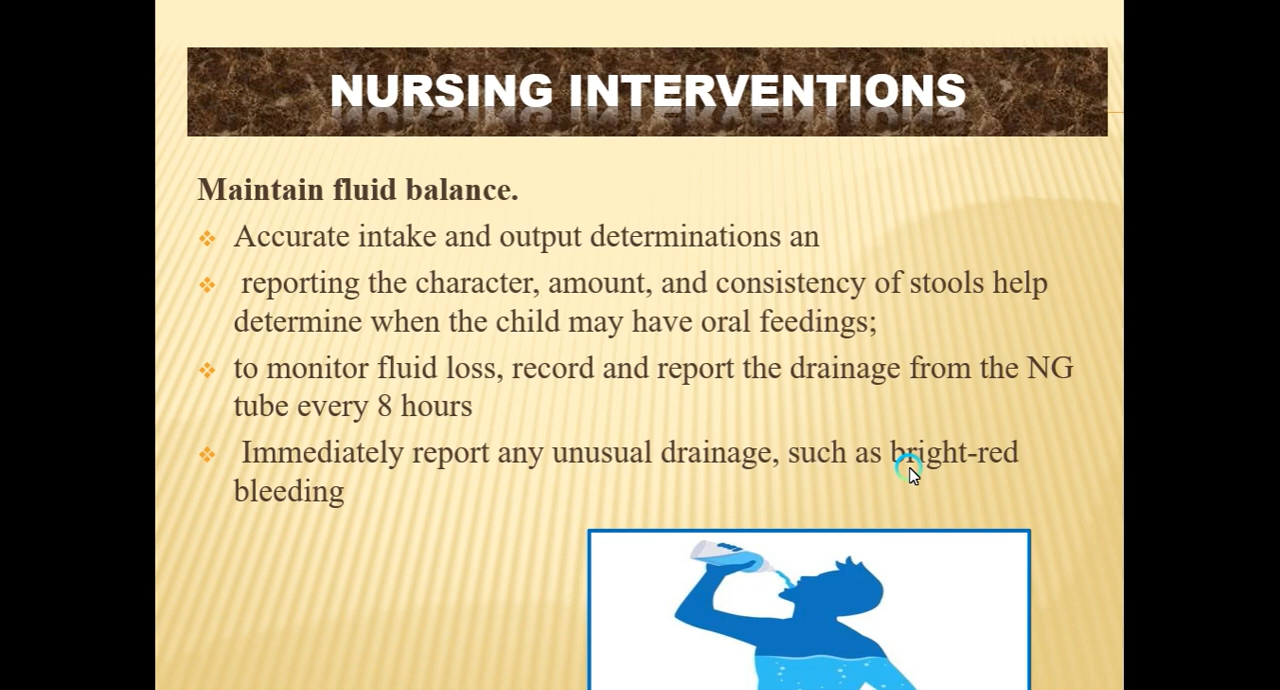 NURSING INTERVENTIONS
Maintain fluid balance.
Accurate intake and output determinations an
reporting the character, amount, and consistency of stools help
determine when the child may have oral feedings;
to monitor fluid loss, record and report the drainage from the NG
tube every 8 hours
Immediately report any unusual drainage, such as bright-red
bleeding